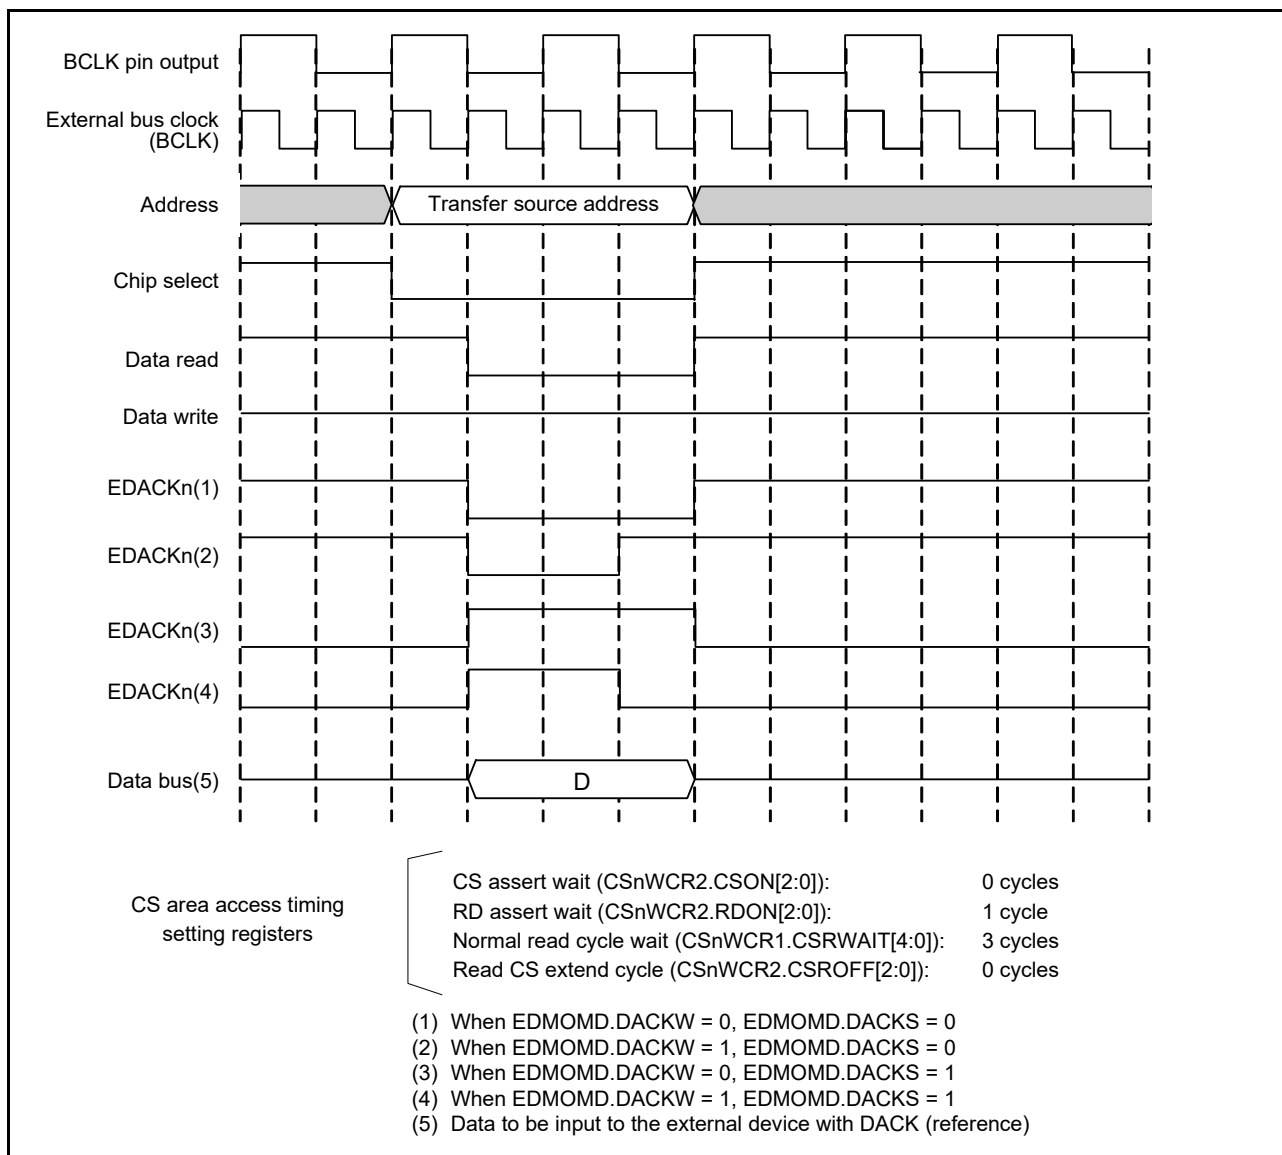 BCLK pin output
External bus clock
(BCLK)
Address
Transfer source address
Chip select
Data read
Data write
EDACKn(1)
EDACKn(2)
EDACKn(3)
EDACKn(4)
Data bus(5)
D
CS area access timing
setting registers
CS assert wait (CSnWCR2.CSON[2:0]): 0 cycles
RD assert wait (CSnWCR2.RDON[2:0]): 1 cycle
Normal read cycle wait (CSnWCR1.CSRWAIT[4:0]): 3 cycles
Read CS extend cycle (CSnWCR2.CSROFF[2:0]): 0 cycles
(1) When EDMOMD.DACKW = 0, EDMOMD.DACKS = 0
(2) When EDMOMD.DACKW = 1, EDMOMD.DACKS = 0
(3) When EDMOMD.DACKW = 0, EDMOMD.DACKS = 1
(4) When EDMOMD.DACKW = 1, EDMOMD.DACKS = 1
(5) Data to be input to the external device with DACK (reference)